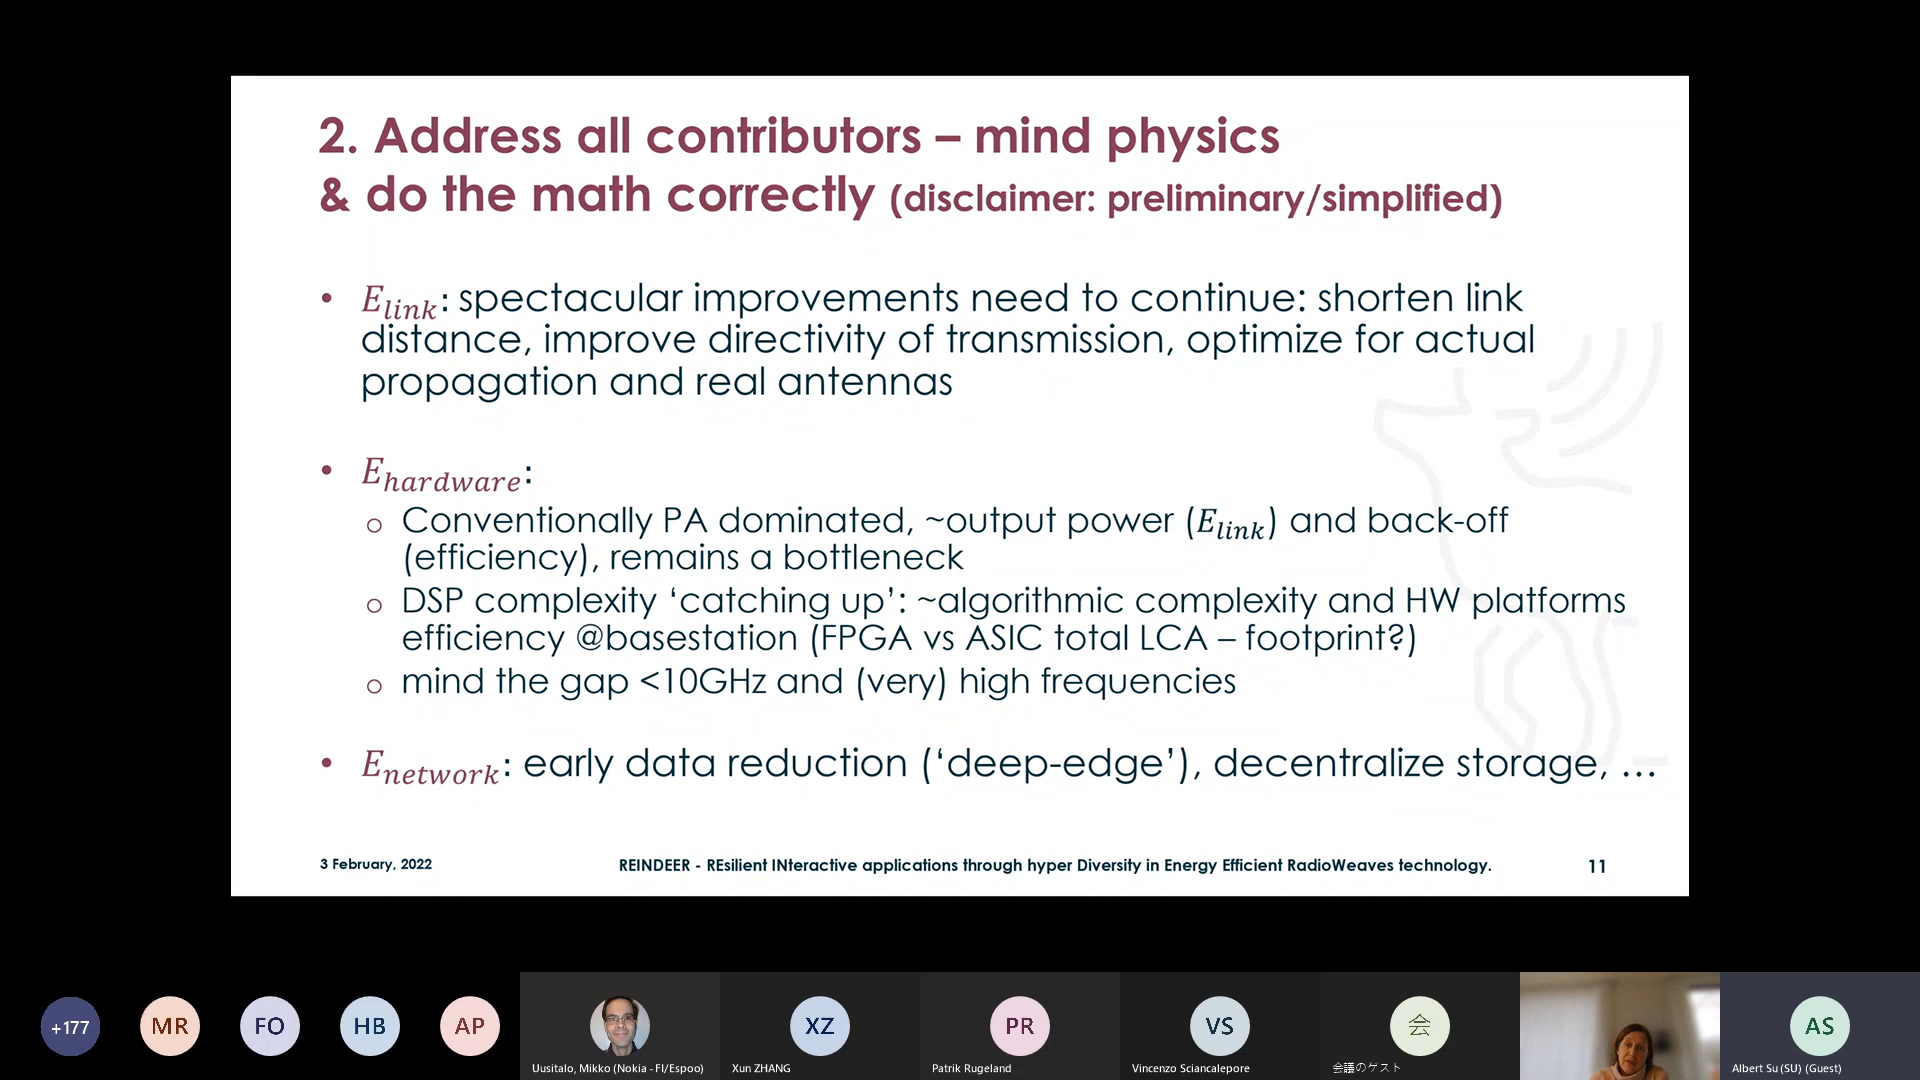 2. Address all contributors – mind physics
& do the math correctly (disclaimer: preliminary/simplified)
• E_link: spectacular improvements need to continue: shorten link
distance, improve directivity of transmission, optimize for actual
propagation and real antennas
• E_hardware:
o Conventionally PA dominated, ~output power (E_link) and back-off
(efficiency), remains a bottleneck
o DSP complexity ‘catching up’: ~algorithmic complexity and HW platforms
efficiency @basestation (FPGA vs ASIC total LCA – footprint?)
o mind the gap <10GHz and (very) high frequencies
• E_network: early data reduction (‘deep-edge’), decentralize storage, …
3 February, 2022
REINDEER - REsilient INteractive applications through hyper Diversity in Energy Efficient RadioWeaves technology.
11
+177
MR
FO
HB
AP
XZ
PR
VS
会
AS
Uusitalo, Mikko (Nokia - FI/Espoo)
Xun ZHANG
Patrik Rugeland
Vincenzo Sciancalepore
会議のゲスト
Albert Su (SU) (Guest)